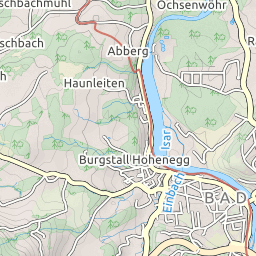 schbachmühl
Ochsenwöhr
schbach
Abberg
R
Haunleiten
Isar
Burgstall Hohenegg
Einbach
BAD